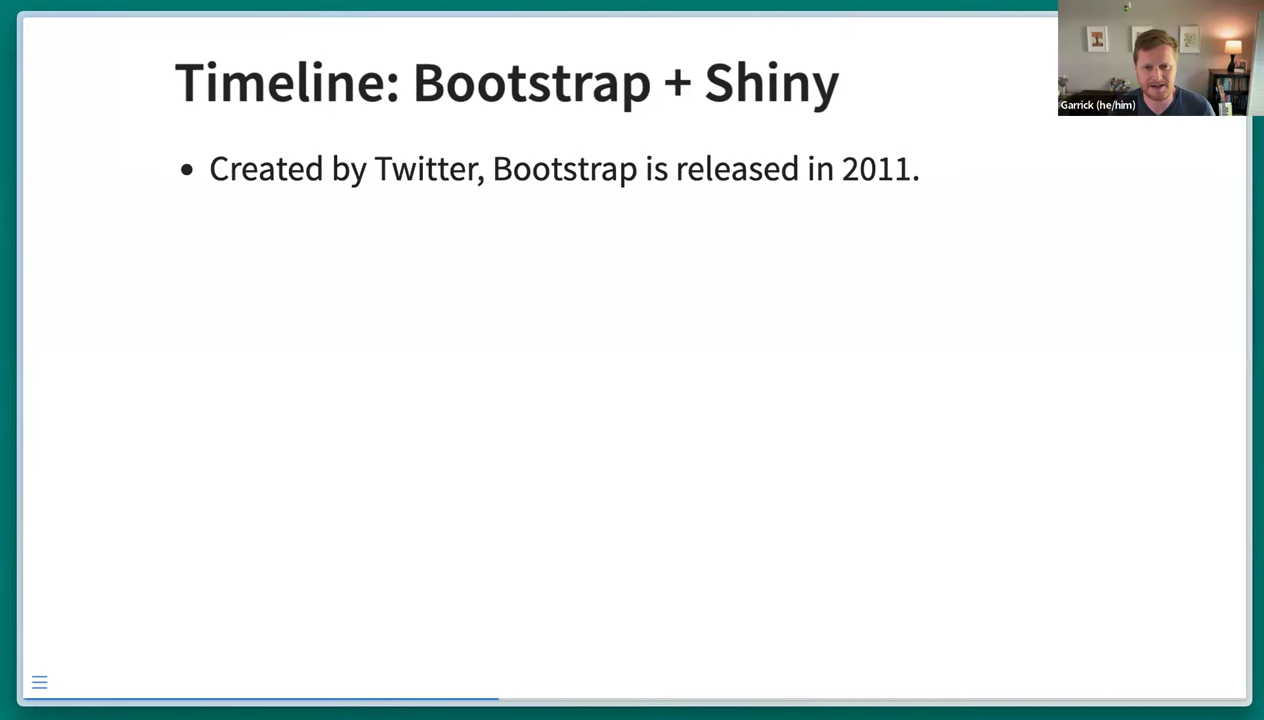 Timeline: Bootstrap + Shiny
Garrick (he/him)
• Created by Twitter, Bootstrap is released in 2011.